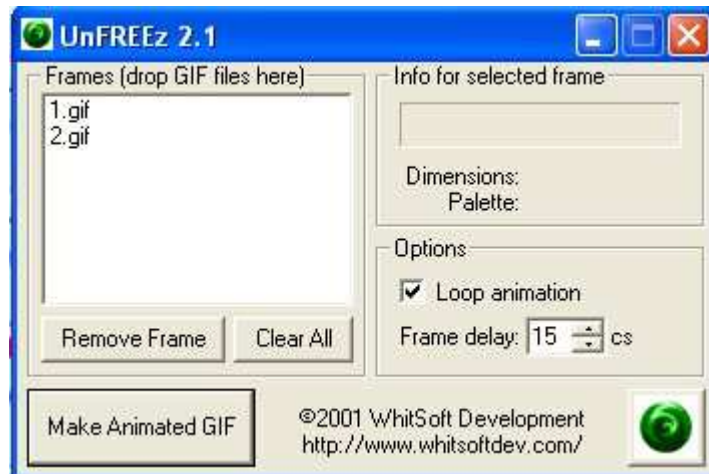 UnFREEz 2.1
Frames (drop GIF files here)
1.gif
2.gif
Remove Frame
Clear All
Info for selected frame
Dimensions:
Palette:
Options
Loop animation
Frame delay: 15 cs
Make Animated GIF
©2001 WhitSoft Development
http://www.whitsoftdev.com/